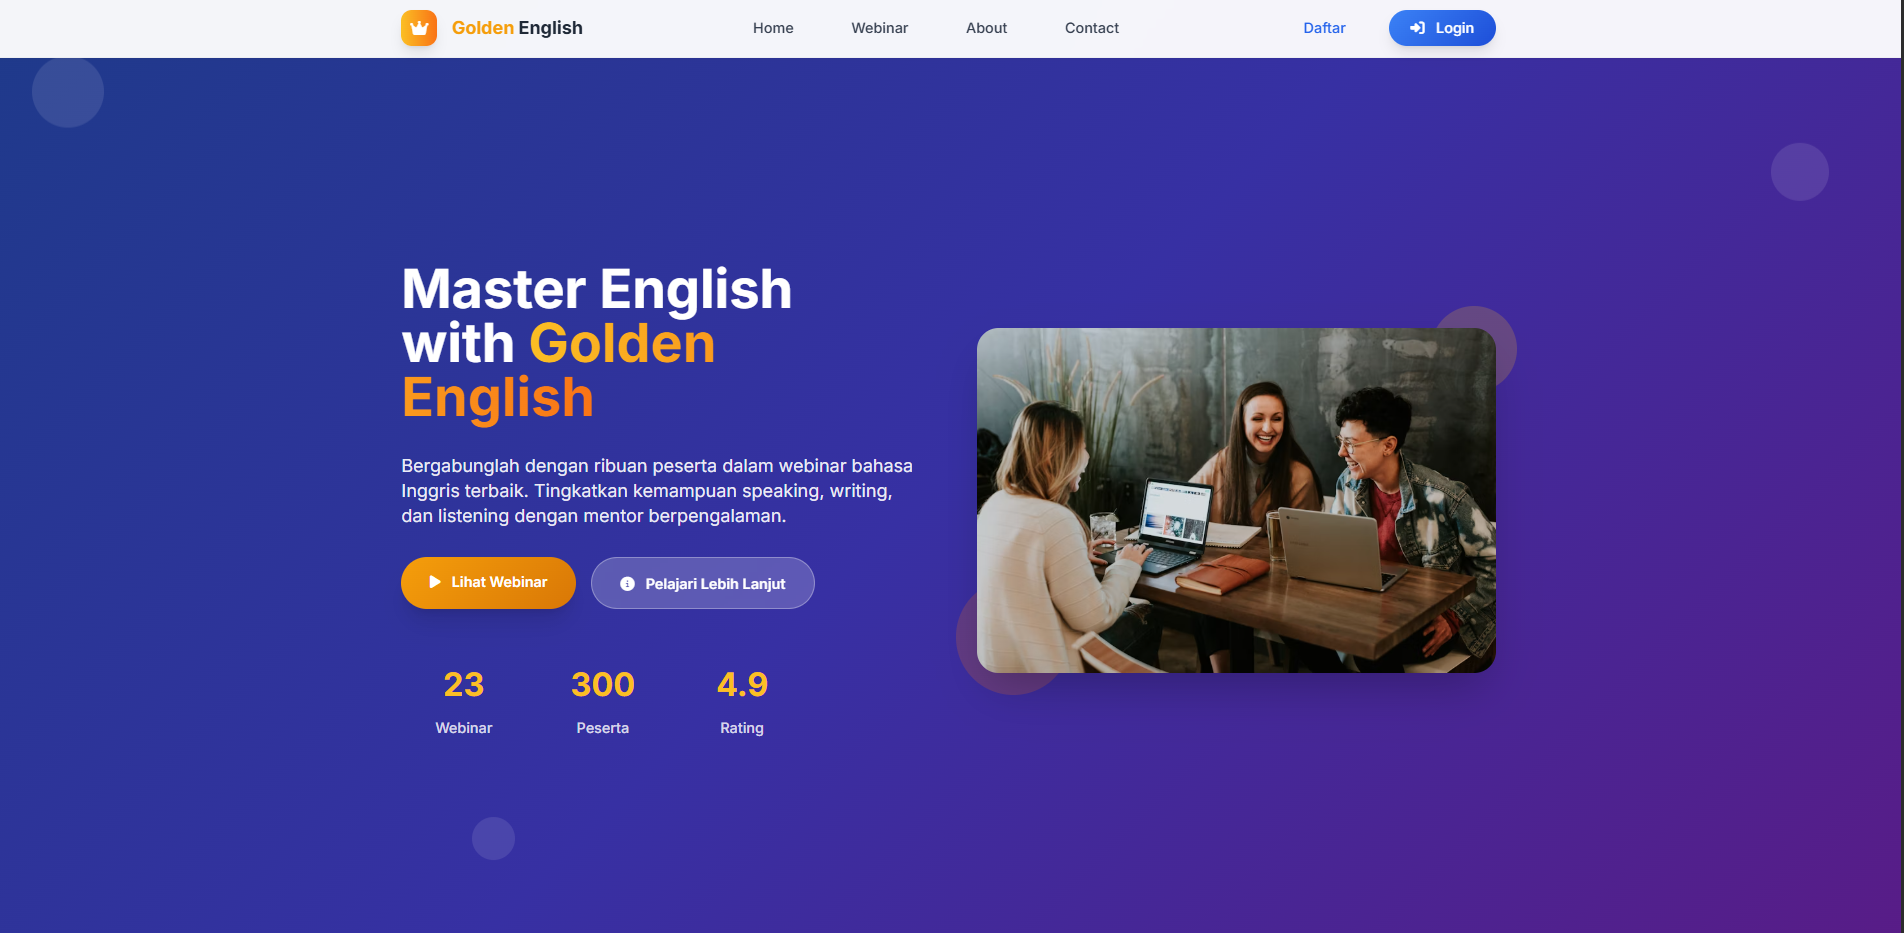 Golden English
Home
Webinar
About
Contact
Daftar
Login
Master English
with Golden
English
Bergabunglah dengan ribuan peserta dalam webinar bahasa
Inggris terbaik. Tingkatkan kemampuan speaking, writing,
dan listening dengan mentor berpengalaman.
Lihat Webinar
Pelajari Lebih Lanjut
23
Webinar
300
Peserta
4.9
Rating